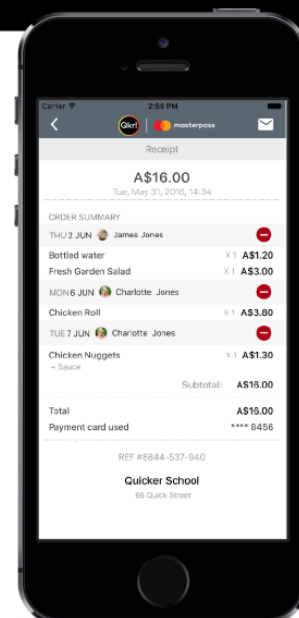 Carrier 2:50 PM
Qkr! masterpass
Receipt
A$16.00
Tue, May 31, 2016, 14:34
ORDER SUMMARY
THU 2 JUN James Jones
Bottled water X 1 A$1.20
Fresh Garden Salad X 1 A$3.00
MON 6 JUN Charlotte Jones
Chicken Roll X 1 A$3.80
TUE 7 JUN Charlotte Jones
Chicken Nuggets X 1 A$1.30
+ Sauce
Subtotal: A$16.00
Total A$16.00
Payment card used **** 8456
REF #8844-537-940
Quicker School
66 Quick Street